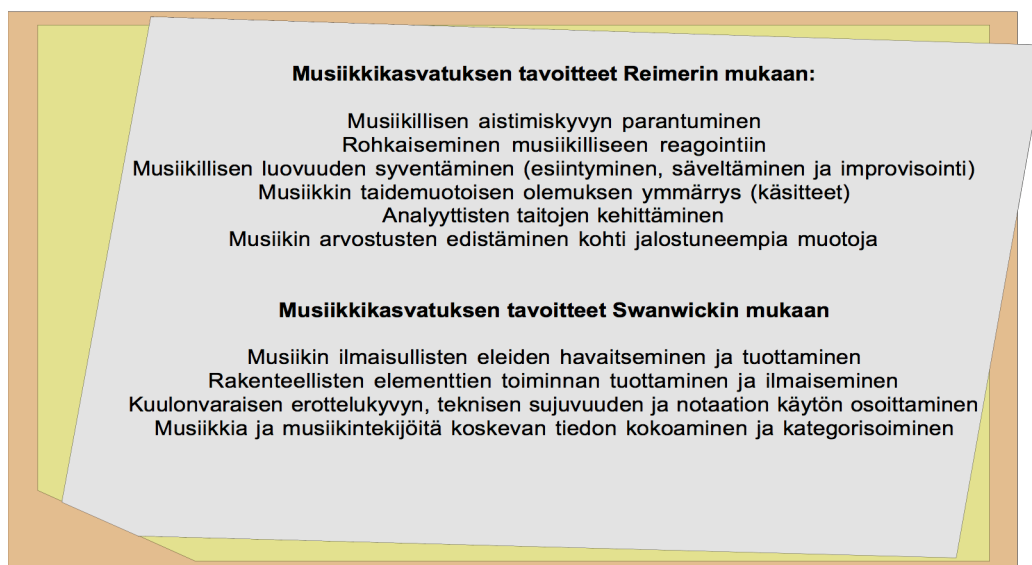 Musiikkikasvatuksen tavoitteet Reimerin mukaan:
Musiikillisen aistimiskyvyn parantuminen
Rohkaiseminen musiikilliseen reagointiin
Musiikillisen luovuuden syventäminen (esiintyminen, säveltäminen ja improvisointi)
Musiikkin taidemuotoisen olemuksen ymmärrys (käsitteet)
Analyyttisten taitojen kehittäminen
Musiikin arvostusten edistäminen kohti jalostuneempia muotoja
Musiikkikasvatuksen tavoitteet Swanwickin mukaan
Musiikin ilmaisullisten eleiden havaitseminen ja tuottaminen
Rakenteellisten elementtien toiminnan tuottaminen ja ilmaiseminen
Kuulonvaraisen erottelukyvyn, teknisen sujuvuuden ja notaation käytön osoittaminen
Musiikkia ja musiikintekijöitä koskevan tiedon kokoaminen ja kategorisoiminen